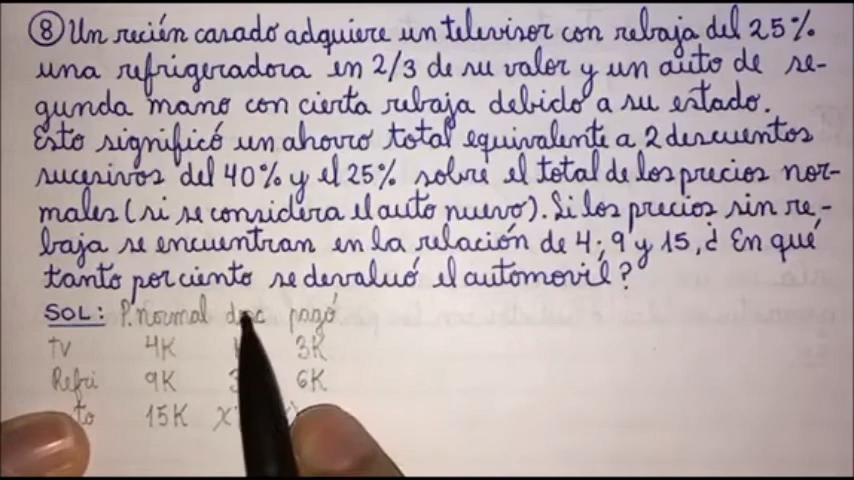 ⑧ Un recién casado adquiere un televisor con rebaja del 25%.
una refrigeradora en 2/3 de su valor y un auto de se-
gunda mano con cierta rebaja debido a su estado.
Esto significó un ahorro total equivalente a 2 descuentos
sucesivos del 40% y el 25% sobre el total de los precios nor-
males (si se considera el auto nuevo). Si los precios sin re-
baja se encuentran en la relación de 4; 9 y 15, ¿ En qué
tanto por ciento se devaluó el automovil?
SOL: P. normal desc pagó
TV 4K 3K
Refri 9K 3 6K
to 15K X